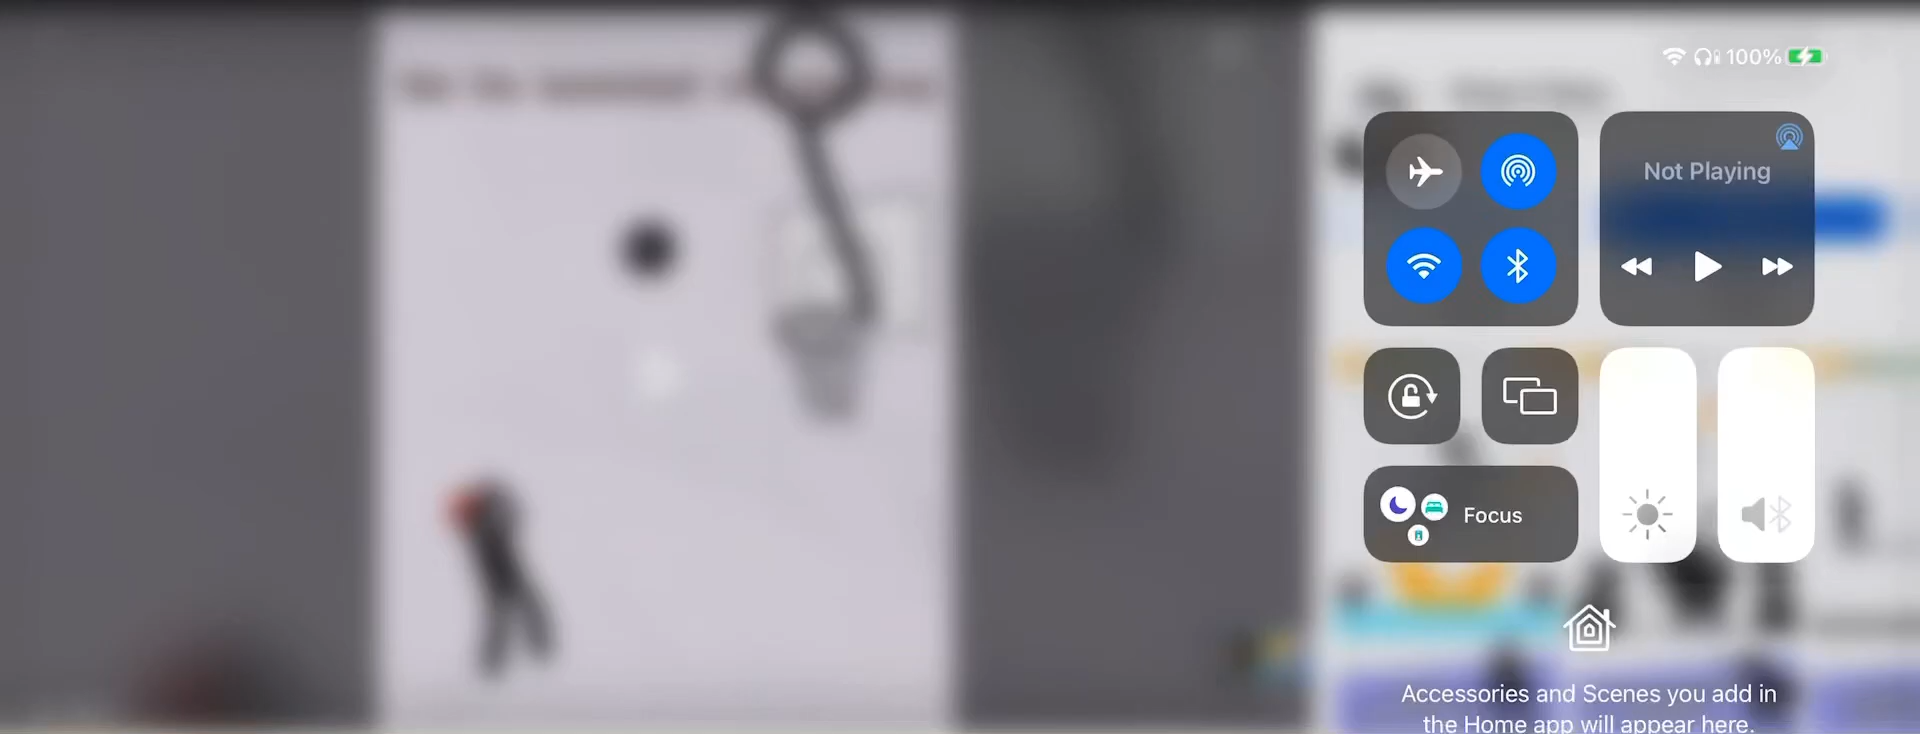 100%
Not Playing
Focus
Accessories and Scenes you add in
the Home app will appear here.